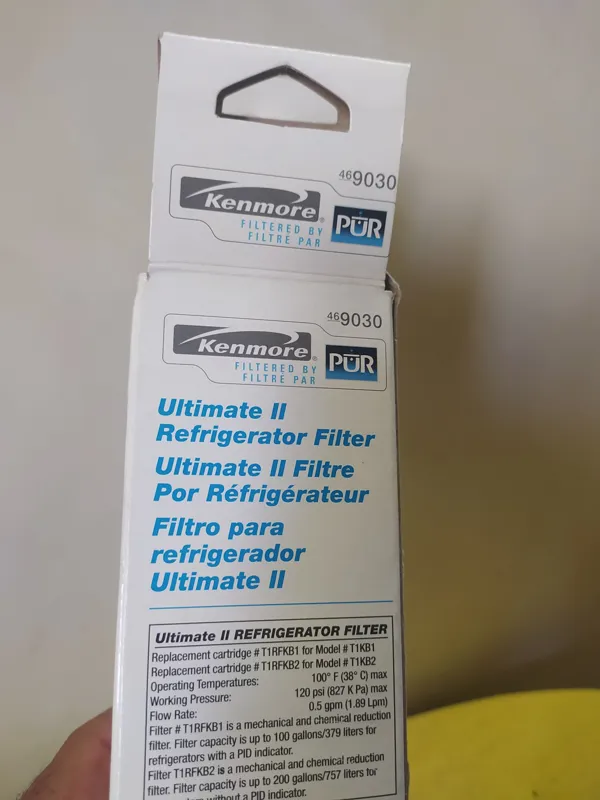 469030
Kenmore®
PÜR
FILTERED BY
FILTRE PAR
469030
Kenmore®
PÜR
FILTERED BY
FILTRE PAR
Ultimate II
Refrigerator Filter
Ultimate II Filtre
Por Réfrigérateur
Filtro para
refrigerador
Ultimate II
Ultimate II REFRIGERATOR FILTER
Replacement cartridge # T1RFKB1 for Model # T1KB1
Replacement cartridge # T1RFKB2 for Model # T1KB2
Operating Temperatures: 100° F (38° C) max
Working Pressure: 120 psi (827 K Pa) max
Flow Rate: 0.5 gpm (1.89 Lpm)
Filter # T1RFKB1 is a mechanical and chemical reduction
filter. Filter capacity is up to 100 gallons/379 liters for
refrigerators with a PID indicator.
Filter T1RFKB2 is a mechanical and chemical reduction
filter. Filter capacity is up to 200 gallons/757 liters for
without a PID indicator.